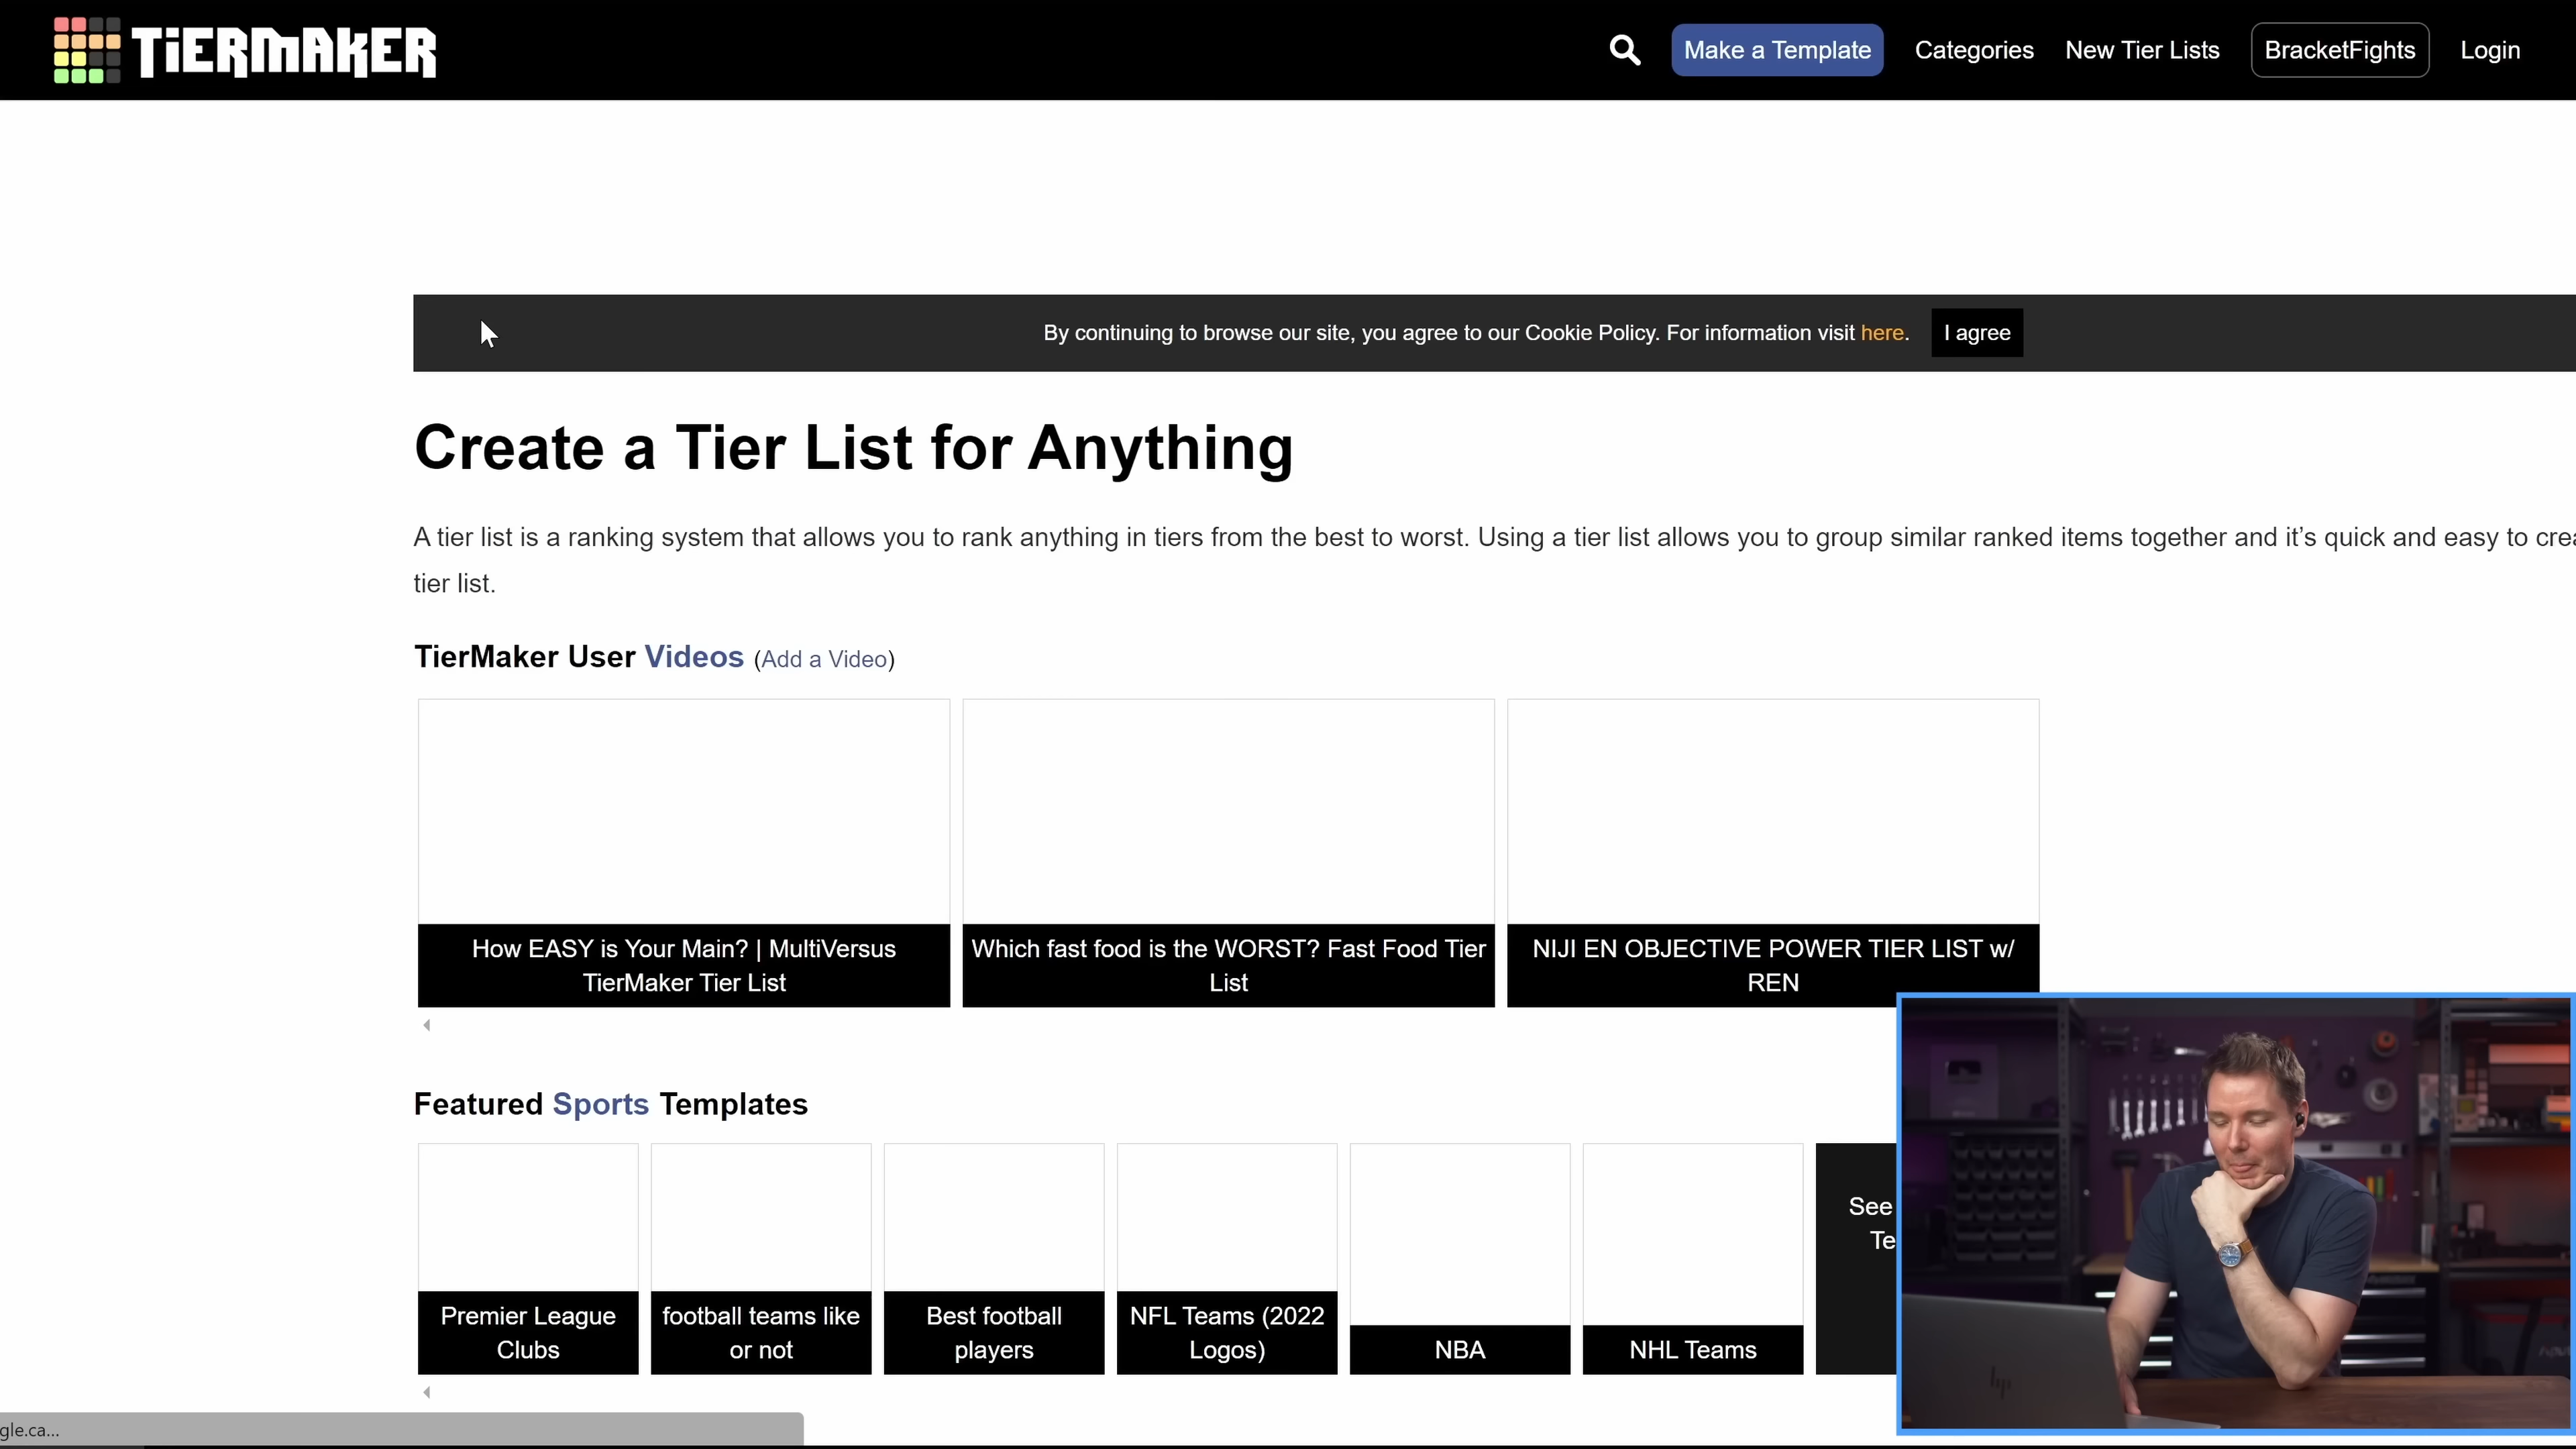 TiERMAKER
Make a Template
Categories
New Tier Lists
BracketFights
Login
By continuing to browse our site, you agree to our Cookie Policy. For information visit here.
I agree
Create a Tier List for Anything
A tier list is a ranking system that allows you to rank anything in tiers from the best to worst. Using a tier list allows you to group similar ranked items together and it's quick and easy to crea
tier list.
TierMaker User Videos (Add a Video)
How EASY is Your Main? | MultiVersus
TierMaker Tier List
Which fast food is the WORST? Fast Food Tier
List
NIJI EN OBJECTIVE POWER TIER LIST w/
REN
Featured Sports Templates
Premier League
Clubs
football teams like
or not
Best football
players
NFL Teams (2022
Logos)
NBA
NHL Teams
See
Te
hp
gle.ca...